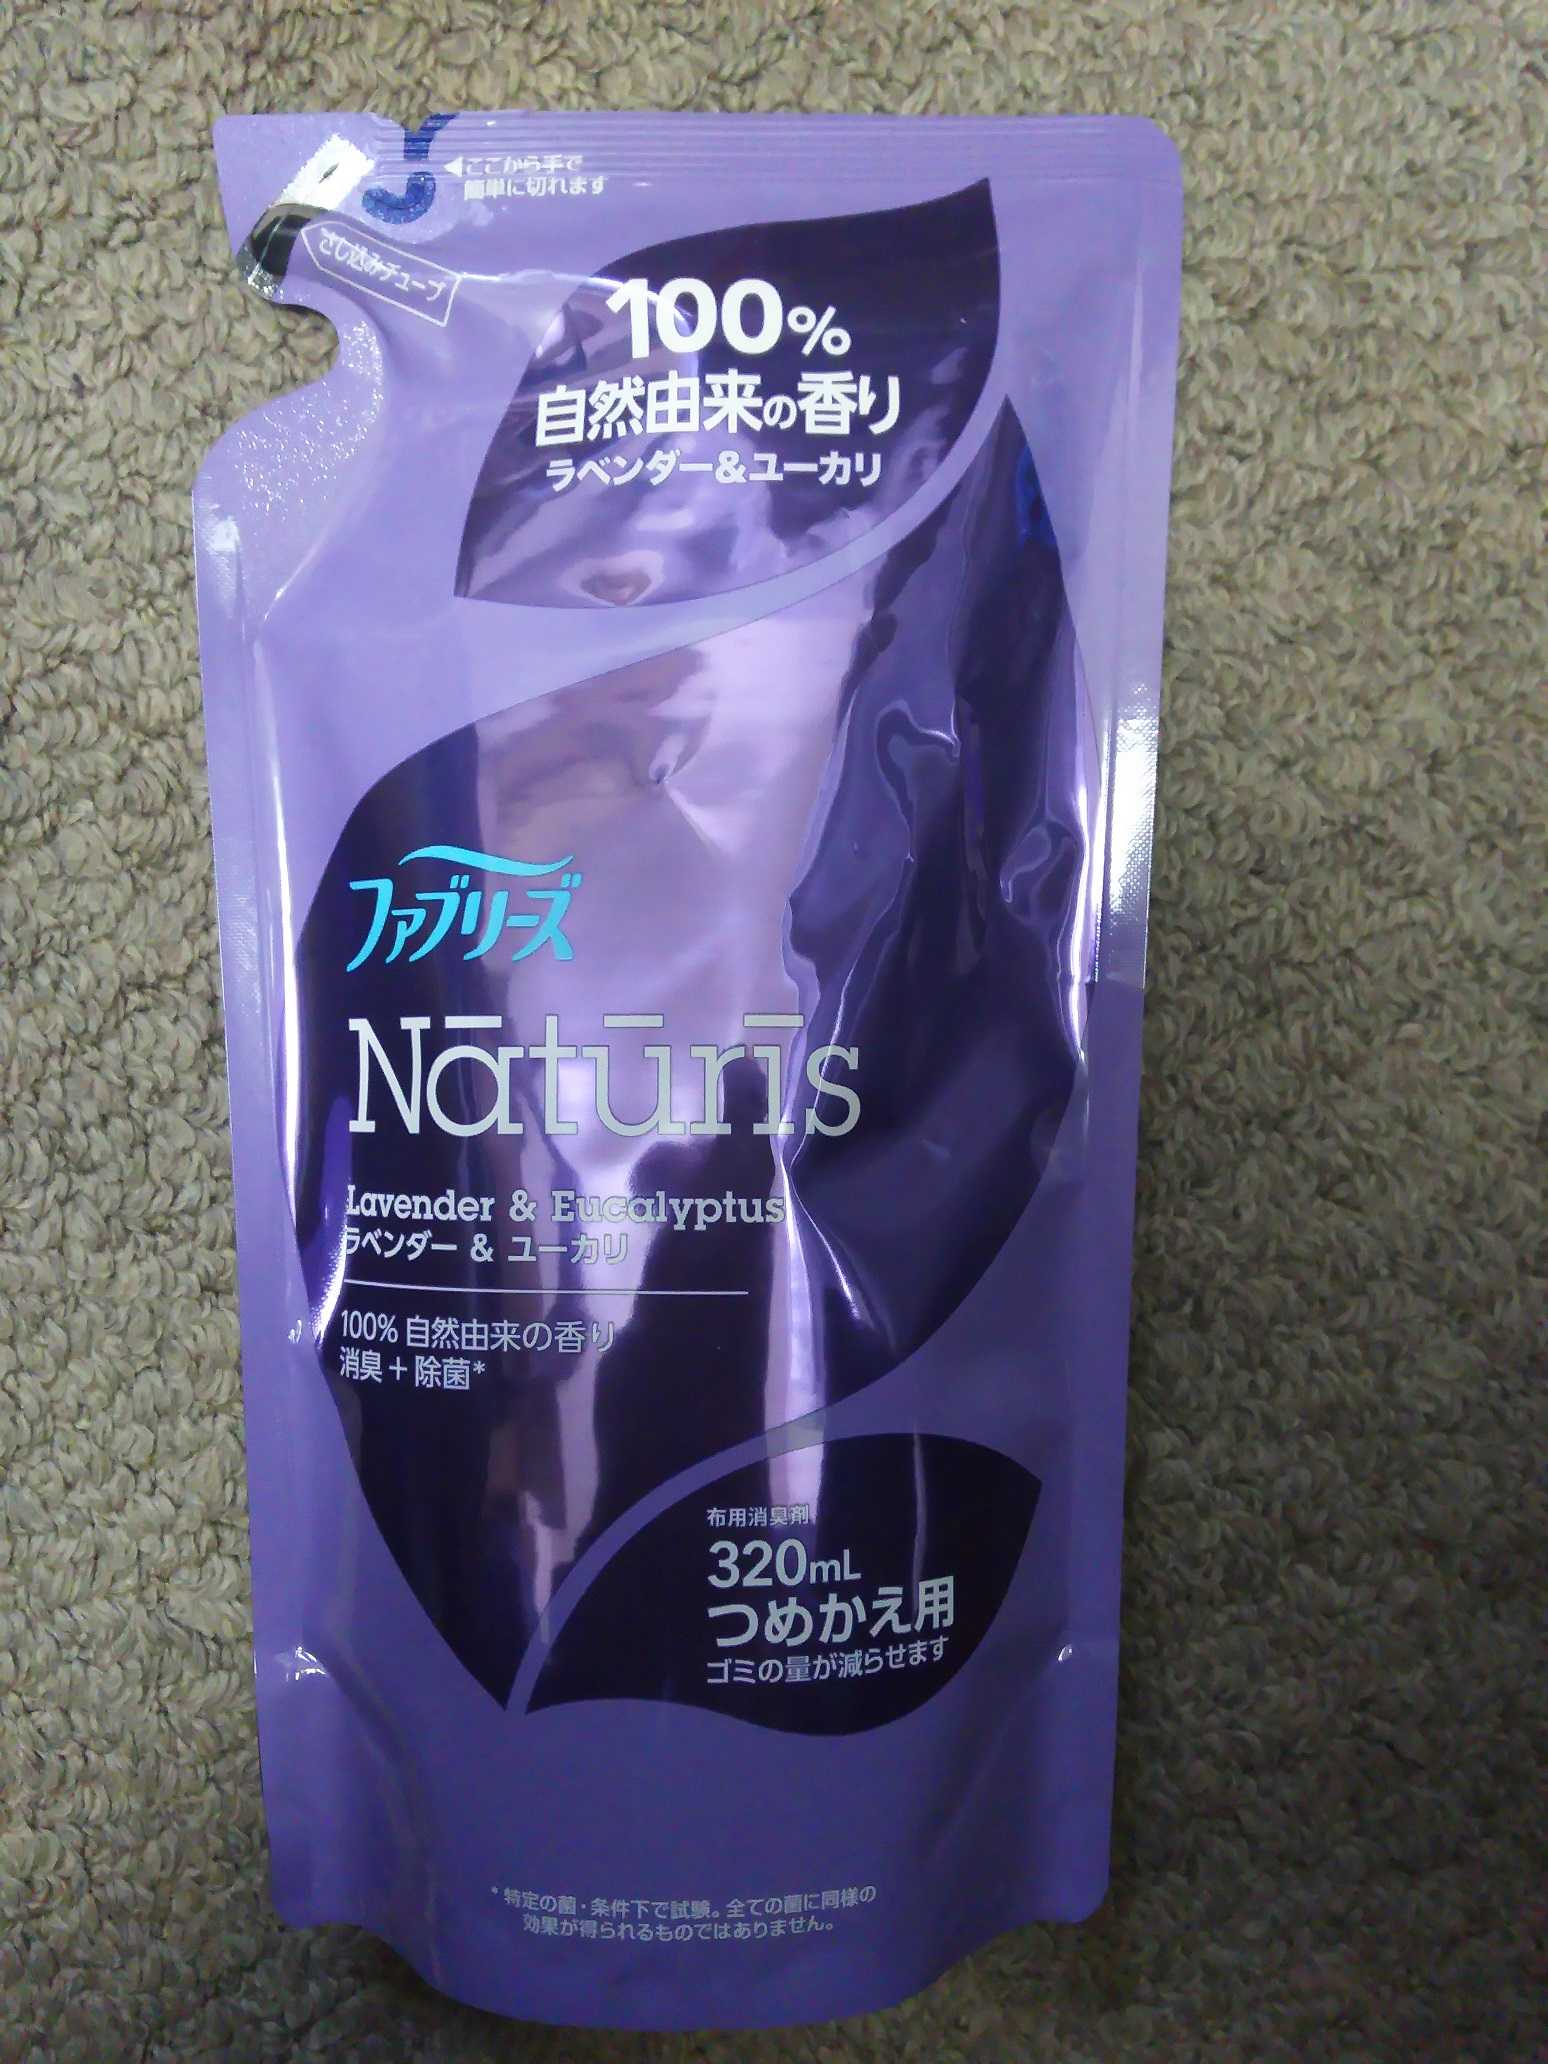 ◀ここから手で
簡単に切れます
さし込みチューブ
100%
自然由来の香り
ラベンダー&ユーカリ
ファブリーズ
Nātūrīs
Lavender & Eucalyptus
ラベンダー & ユーカリ
100% 自然由来の香り
消臭+除菌*
布用消臭剤
320mL
つめかえ用
ゴミの量が減らせます
*特定の菌・条件下で試験。全ての菌に同様の
効果が得られるものではありません。